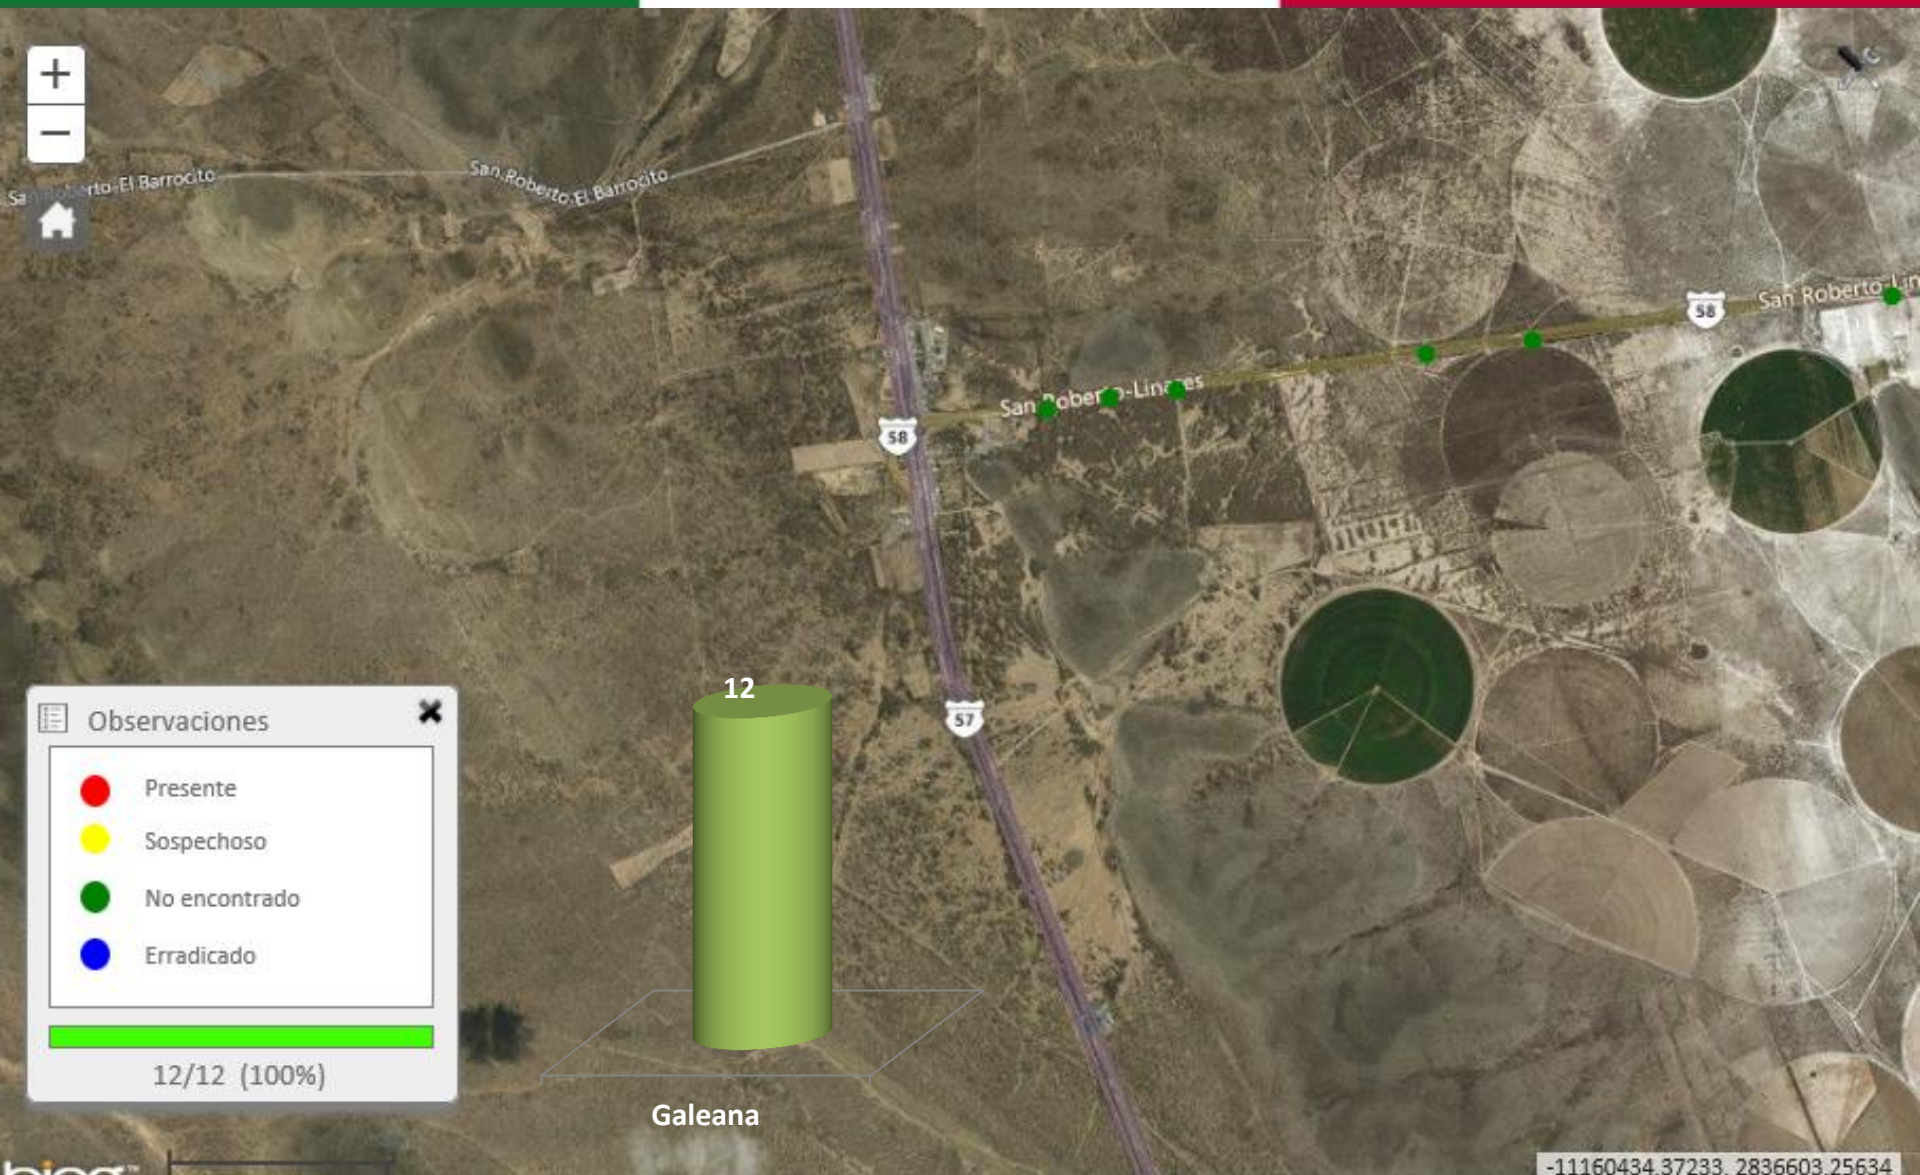 +
−
San Roberto-El Barrocito
San Roberto-El Barrocito
58
San Roberto-Lin
San Roberto-Linares
58
57
12
Observaciones
Presente
Sospechoso
No encontrado
Erradicado
12/12 (100%)
Galeana
bing™
-11160434.37233, 2836603.25634